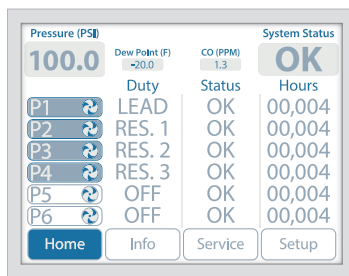 Pressure (PSI) System Status
Dew Point (F) CO (PPM)
100.0 -20.0 1.3 OK
Duty Status Hours
P1 LEAD OK 00,004
P2 RES. 1 OK 00,004
P3 RES. 2 OK 00,004
P4 RES. 3 OK 00,004
P5 OFF OK 00,004
P6 OFF OK 00,004
Home Info Service Setup